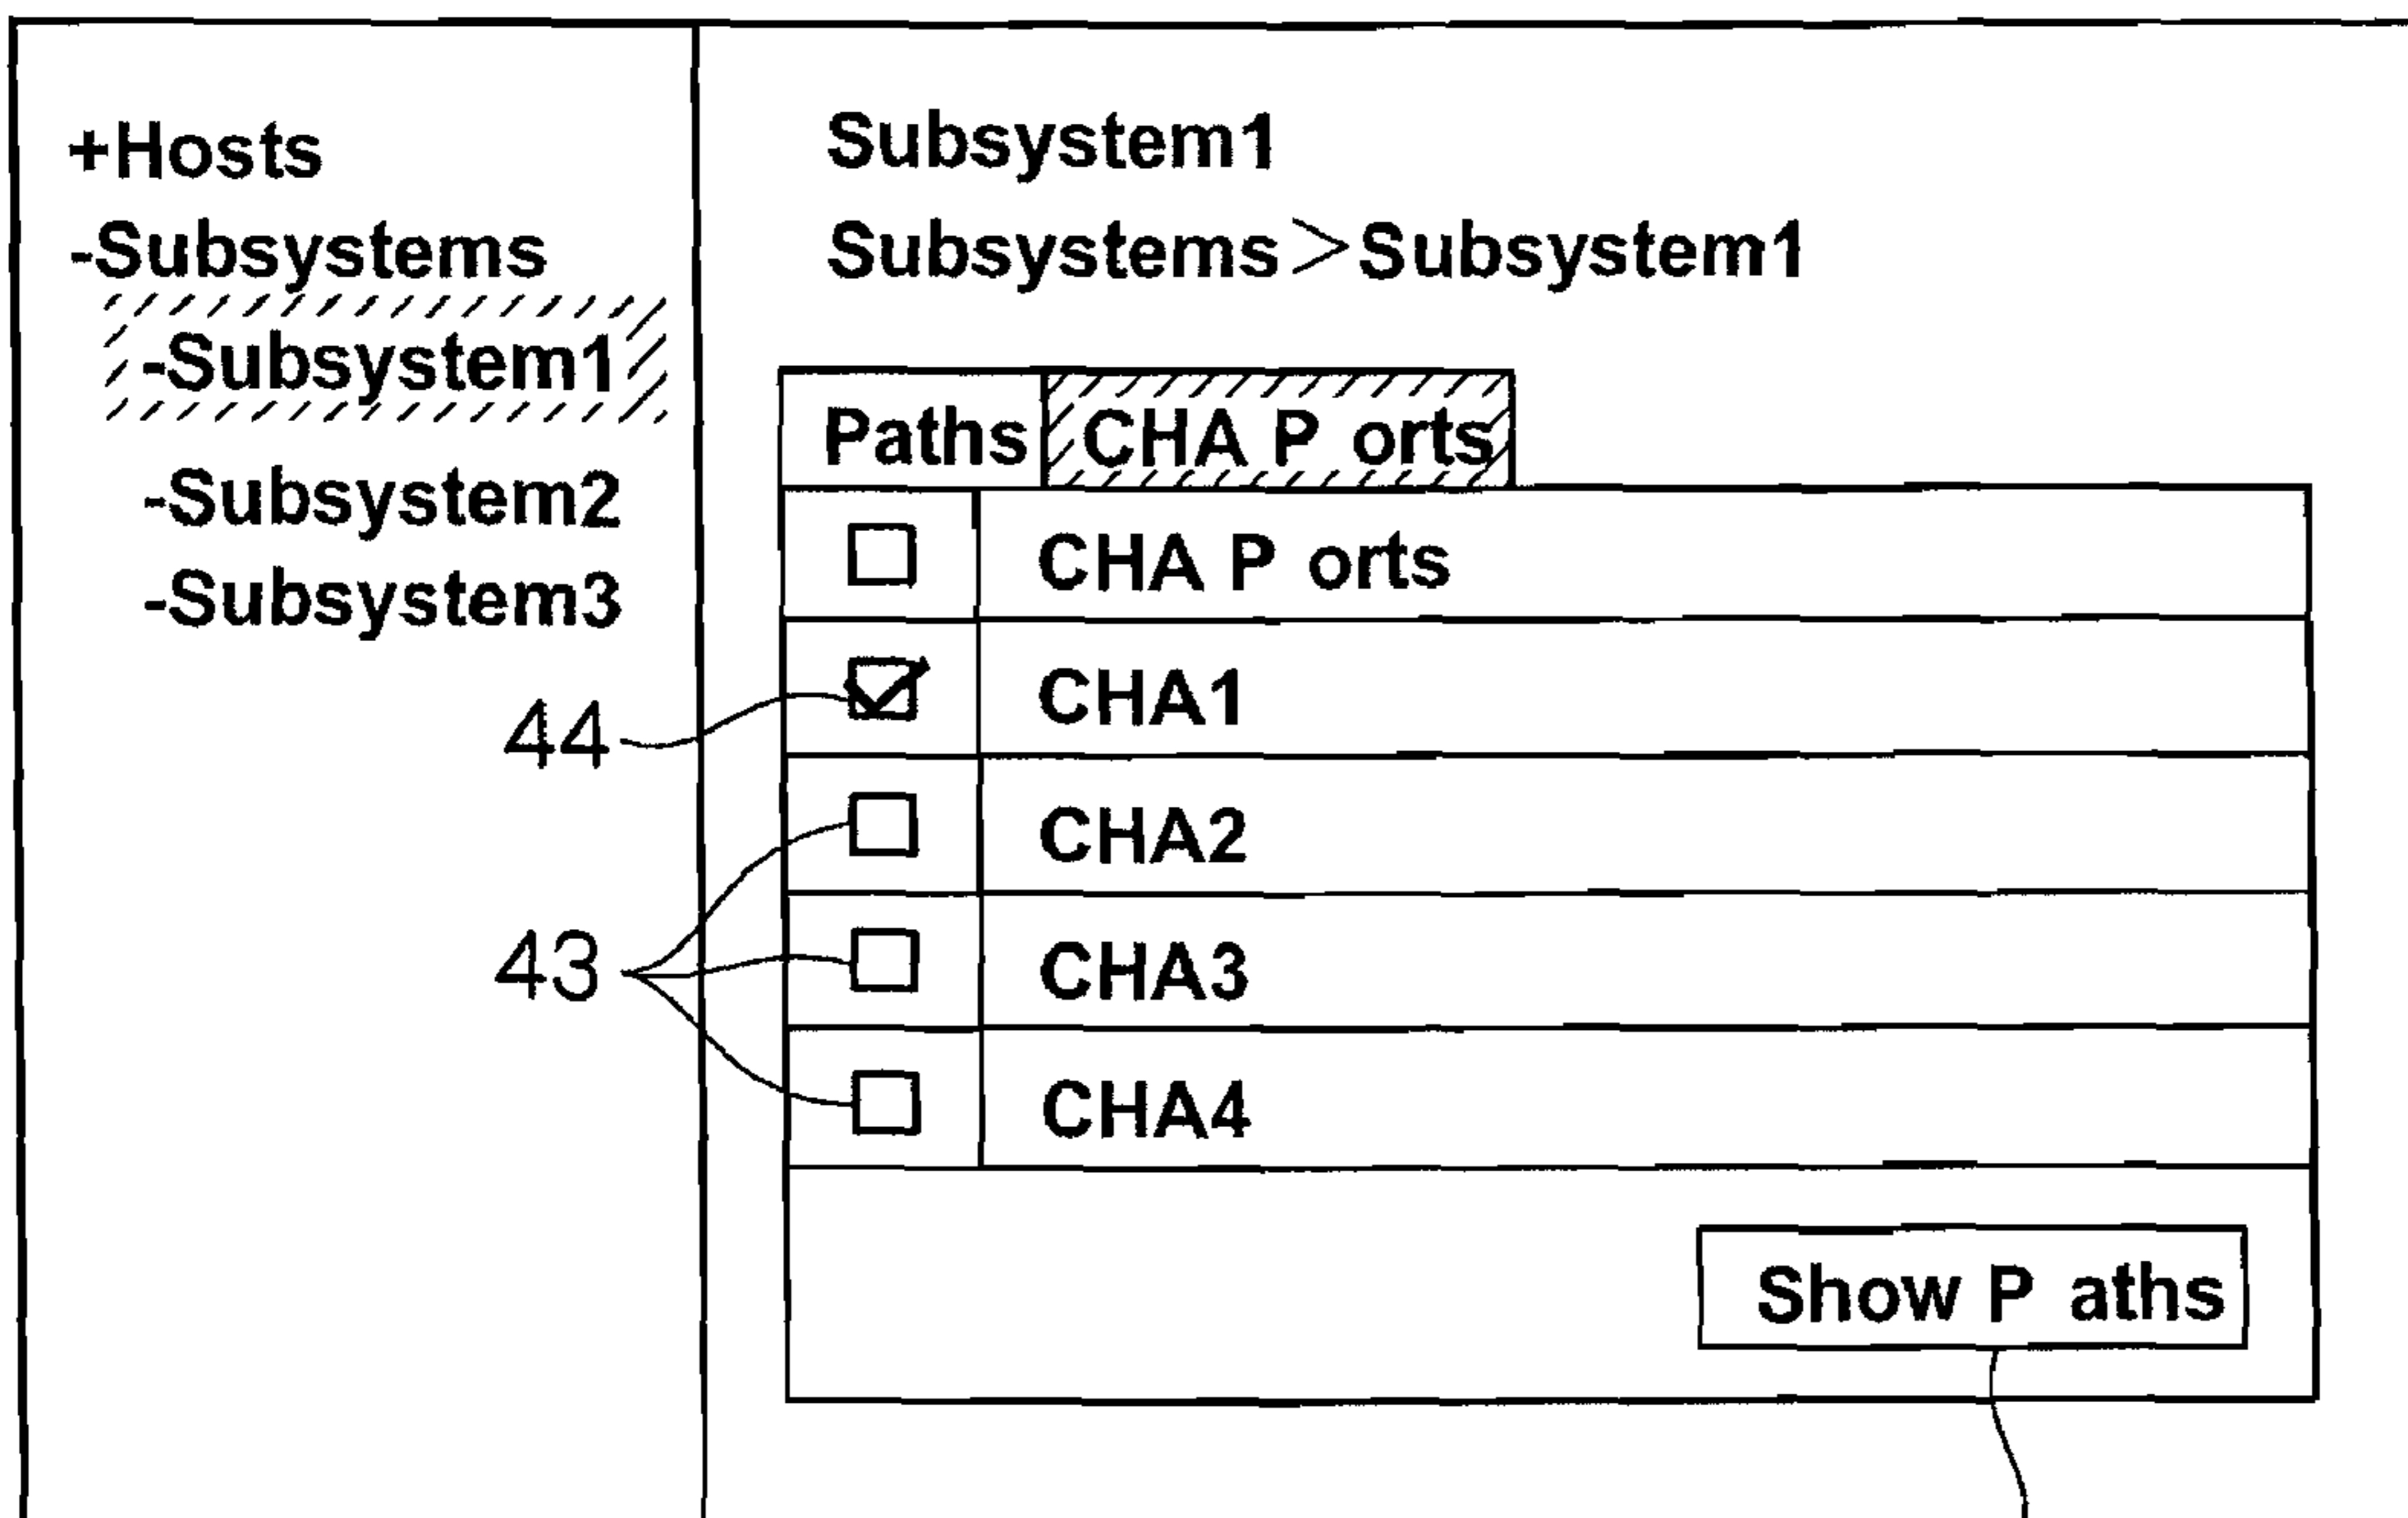 +Hosts
-Subsystems
-Subsystem1
-Subsystem2
-Subsystem3
44
43
Subsystem1
Subsystems>Subsystem1
Paths
CHA P orts
CHA P orts
CHA1
CHA2
CHA3
CHA4
Show P aths